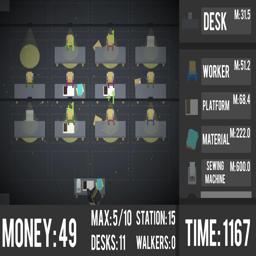 DESK M:31.5
WORKER M:51.2
PLATFORM M:68.4
MATERIAL M:222.0
SEWING MACHINE M:600.0
MONEY:49
MAX:5/10 STATION:15
DESKS:11 WALKERS:0
TIME:1167